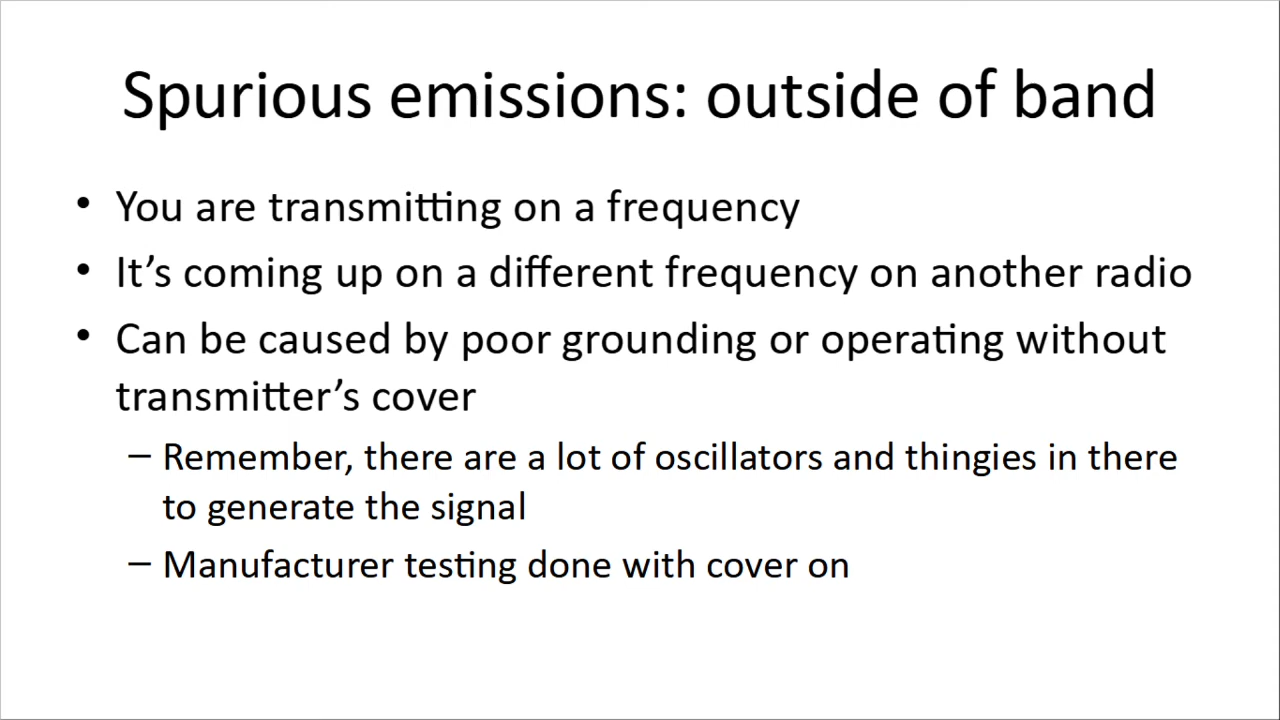 Spurious emissions: outside of band
• You are transmitting on a frequency
• It’s coming up on a different frequency on another radio
• Can be caused by poor grounding or operating without
transmitter’s cover
– Remember, there are a lot of oscillators and thingies in there
to generate the signal
– Manufacturer testing done with cover on